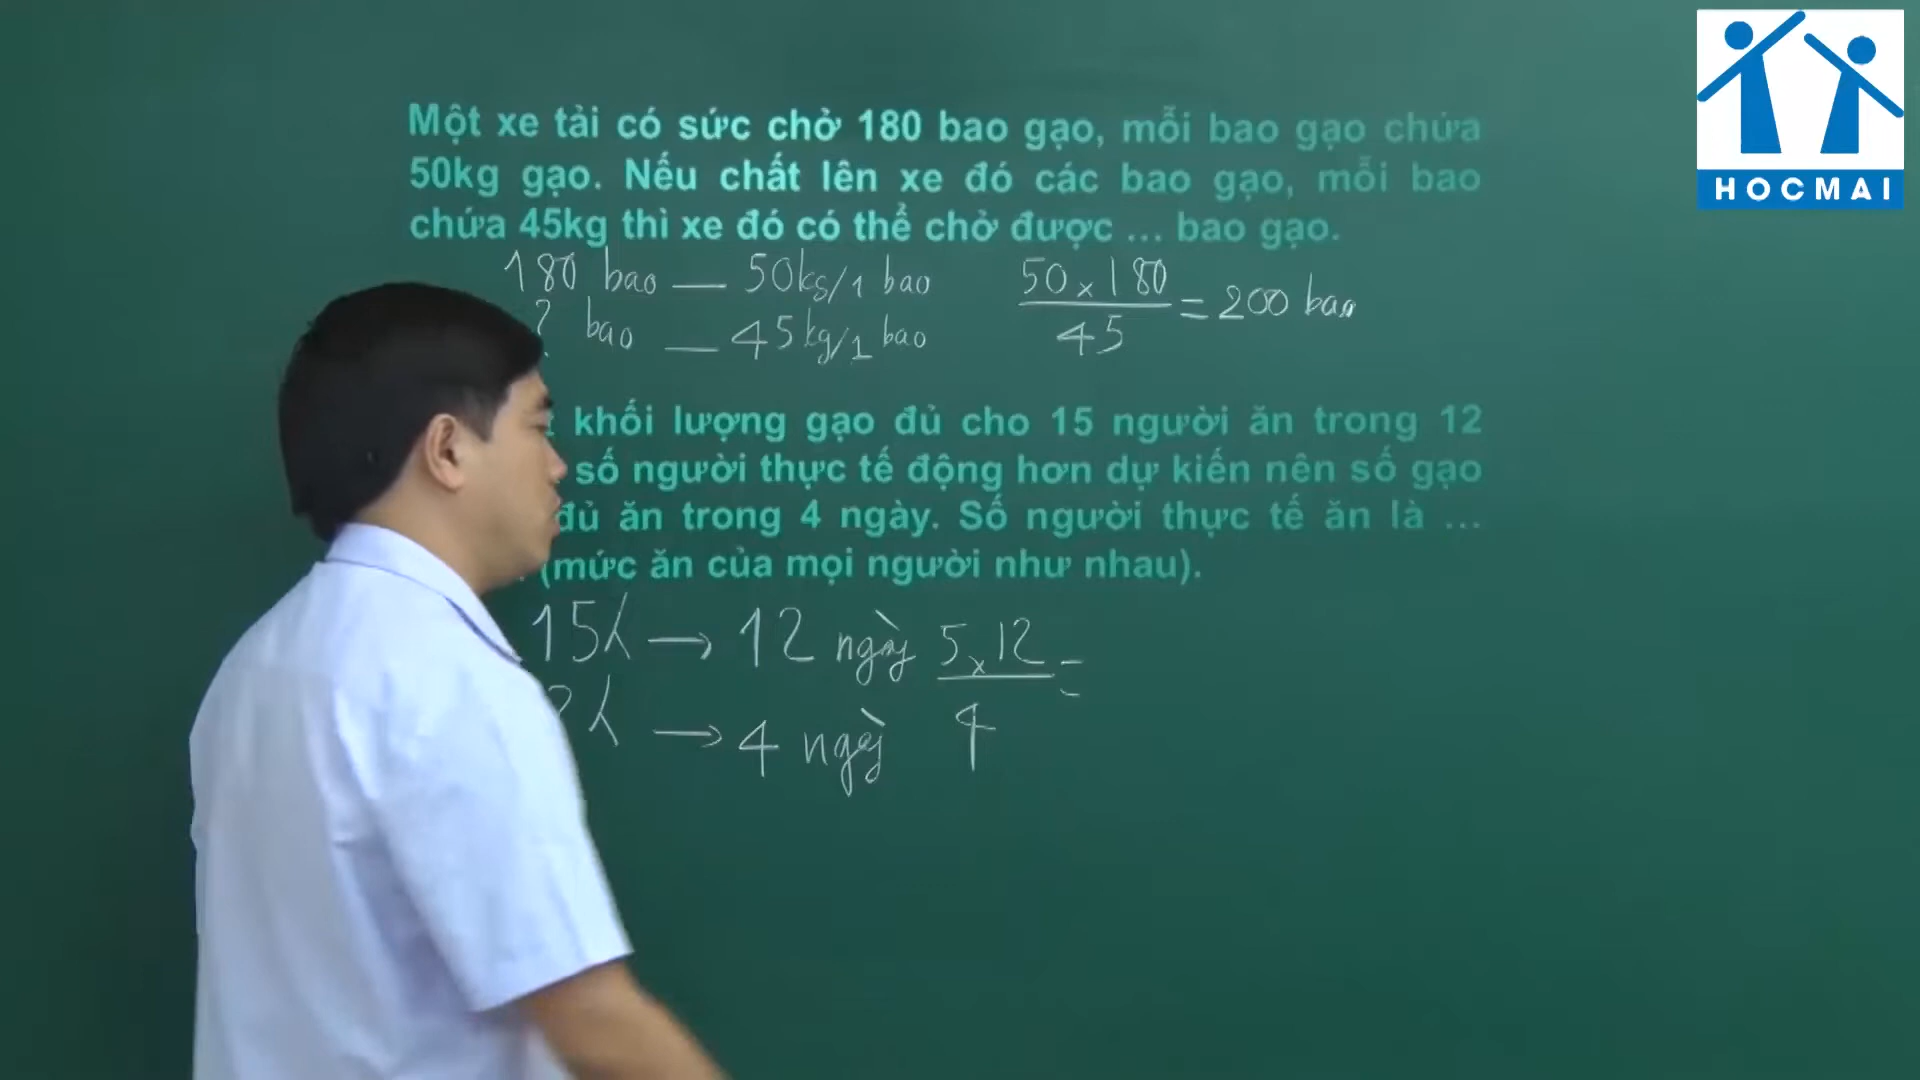 HOCMAI
Một xe tải có sức chở 180 bao gạo, mỗi bao gạo chứa
50kg gạo. Nếu chất lên xe đó các bao gạo, mỗi bao
chứa 45kg thì xe đó có thể chở được ... bao gạo.
180 bao — 50kg/1 bao
? bao — 45kg/1 bao
50 x 180
45
= 200 bao
khối lượng gạo đủ cho 15 người ăn trong 12
số người thực tế động hơn dự kiến nên số gạo
đủ ăn trong 4 ngày. Số người thực tế ăn là ...
(mức ăn của mọi người như nhau).
15 → 12 ngày
? → 4 ngày
5 x 12
4
=